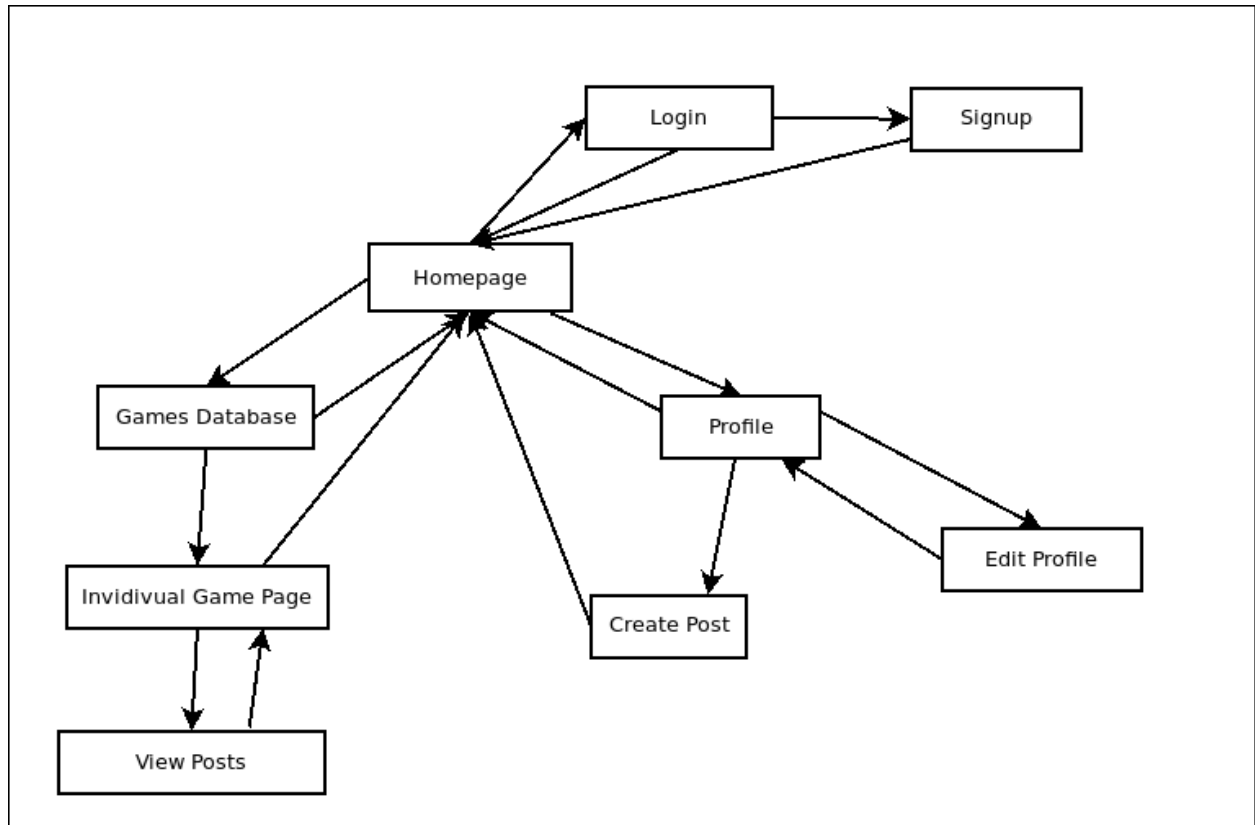 Login
Signup
Homepage
Games Database
Profile
Edit Profile
Invidivual Game Page
Create Post
View Posts